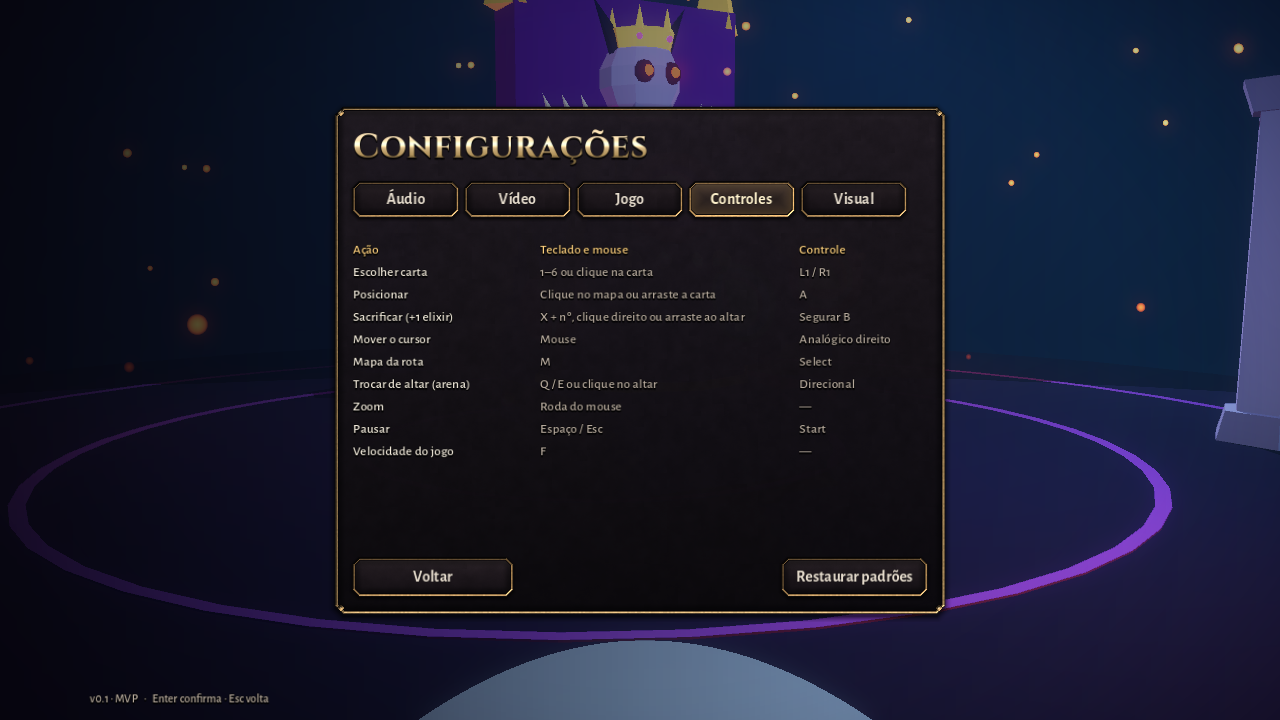 Configurações
Áudio Vídeo Jogo Controles Visual
Ação Teclado e mouse Controle
Escolher carta 1–6 ou clique na carta L1 / R1
Posicionar Clique no mapa ou arraste a carta A
Sacrificar (+1 elixir) X + nº, clique direito ou arraste ao altar Segurar B
Mover o cursor Mouse Analógico direito
Mapa da rota M Select
Trocar de altar (arena) Q / E ou clique no altar Direcional
Zoom Roda do mouse —
Pausar Espaço / Esc Start
Velocidade do jogo F —
Voltar Restaurar padrões
v0.1 · MVP · Enter confirma · Esc volta